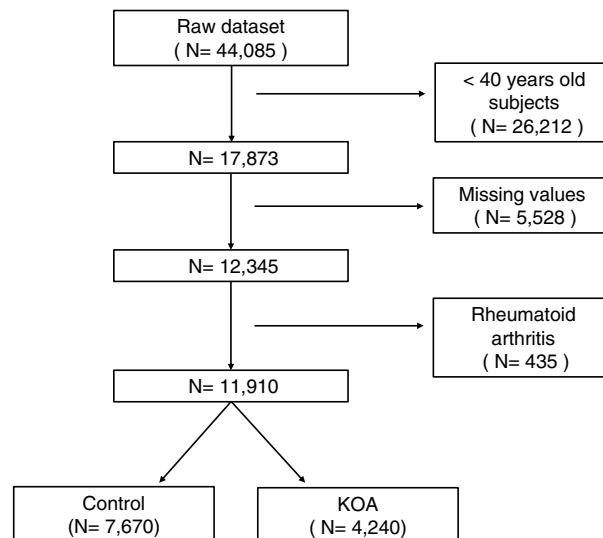 Raw dataset
( N= 44,085 )
< 40 years old
subjects
( N= 26,212 )
N= 17,873
Missing values
( N= 5,528 )
N= 12,345
Rheumatoid
arthritis
( N= 435 )
N= 11,910
Control
(N= 7,670)
KOA
( N= 4,240)